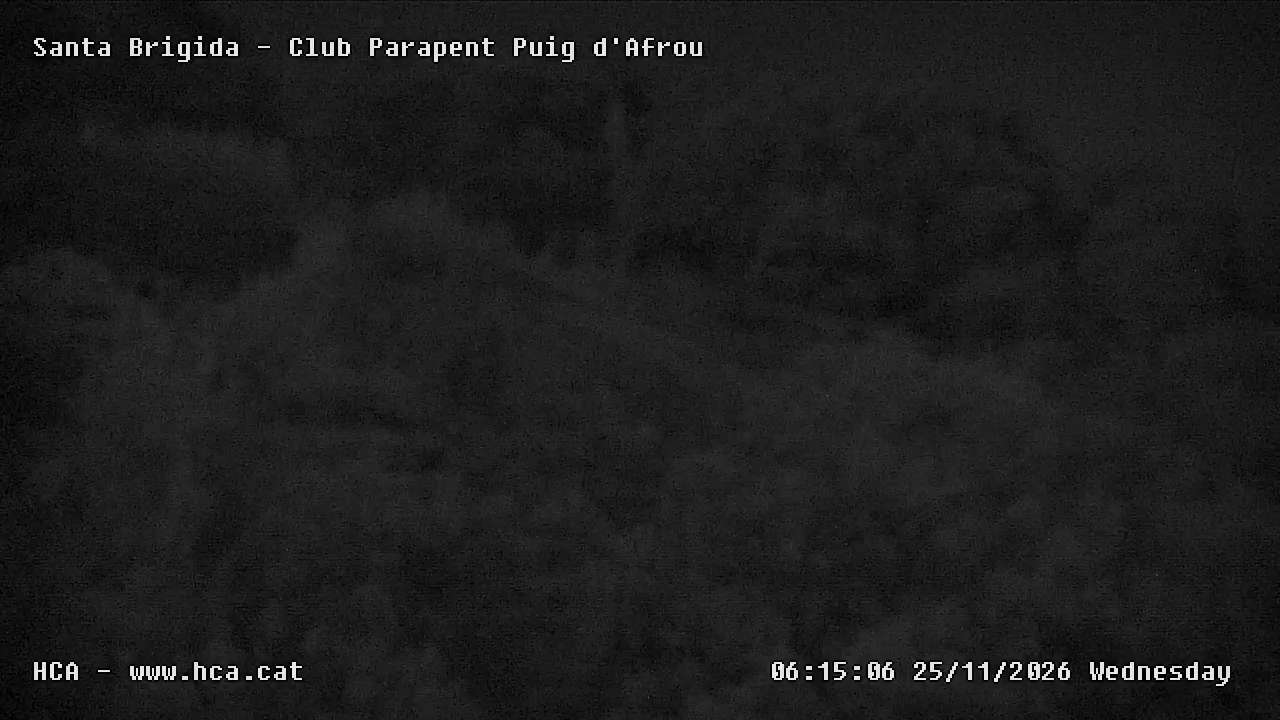 Santa Brigida - Club Parapent Puig d'Afrou
HCA - www.hca.cat
06:15:06 25/11/2026 Wednesday